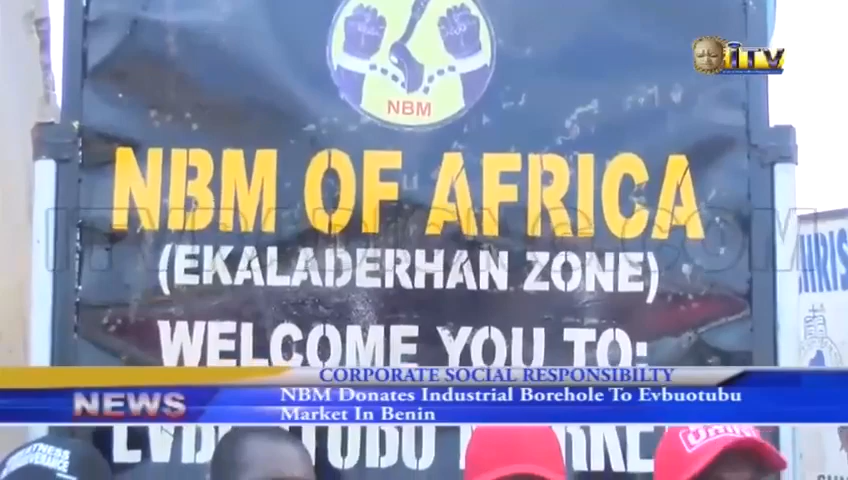 iTV
NBM
NBM OF AFRICA
(EKALADERHAN ZONE)
WELCOME YOU TO:
CORPORATE SOCIAL RESPONSIBILTY
NEWS
NBM Donates Industrial Borehole To Evbuotubu
Market In Benin